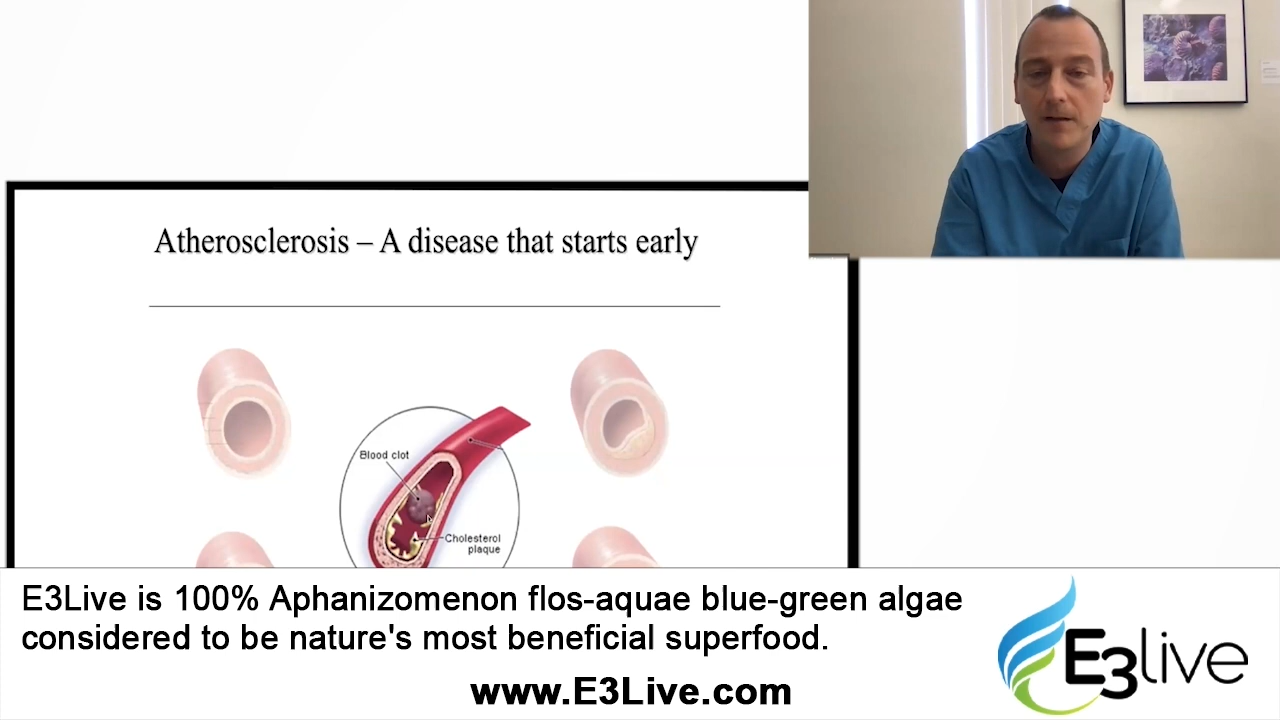 Atherosclerosis – A disease that starts early
Blood clot
Cholesterol
plaque
E3Live is 100% Aphanizomenon flos-aquae blue-green algae
considered to be nature's most beneficial superfood.
www.E3Live.com
E3live